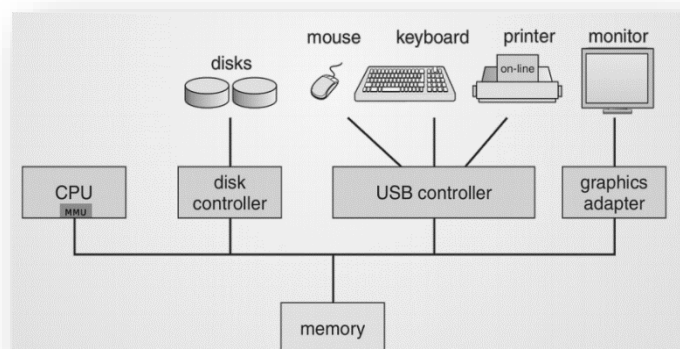 mouse
keyboard
printer
monitor
disks
on-line
CPU
MMU
disk
controller
USB controller
graphics
adapter
memory